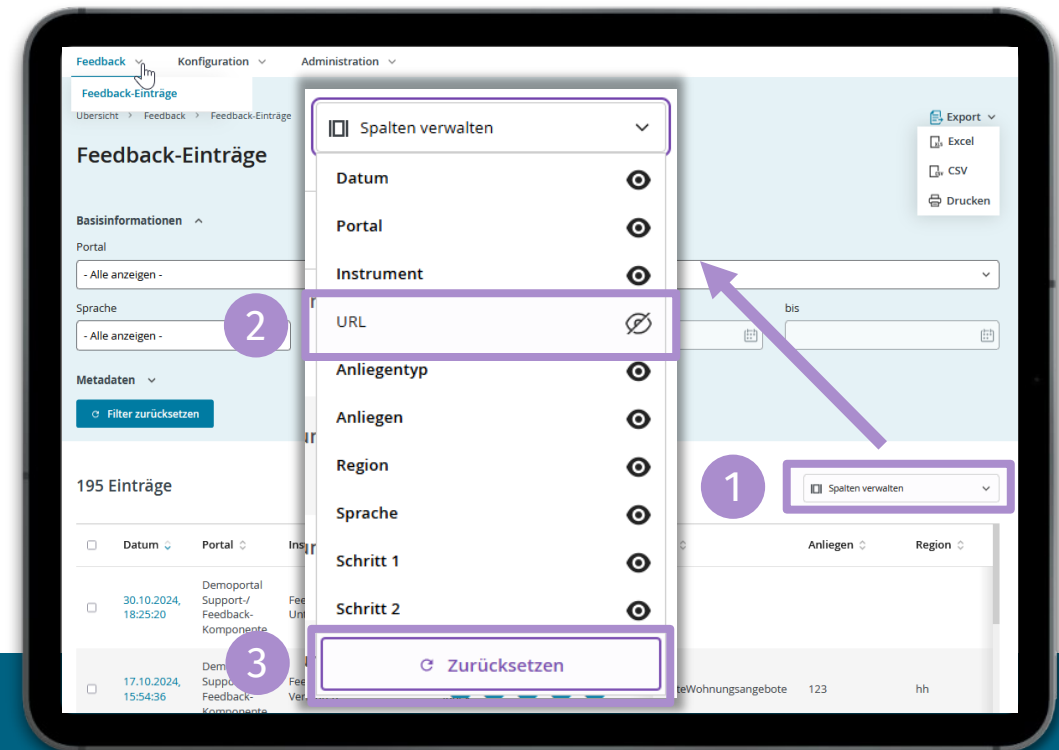 Feedback Konfiguration Administration
Feedback-Einträge
Übersicht > Feedback > Feedback-Einträge
Export
Excel
CSV
Drucken
Feedback-Einträge
Basisinformationen
Portal
- Alle anzeigen -
Sprache
bis
- Alle anzeigen -
Metadaten
Filter zurücksetzen
Spalten verwalten
Datum
Portal
Instrument
2
URL
Anliegentyp
Anliegen
Region
Sprache
Schritt 1
Schritt 2
3
Zurücksetzen
1
Spalten verwalten
195 Einträge
Datum Portal Anliegen Region
30.10.2024,
18:25:20
Demoportal
Support-/
Feedback-
Komponente
17.10.2024,
15:54:36
Feedback-
Komponente
123 hh